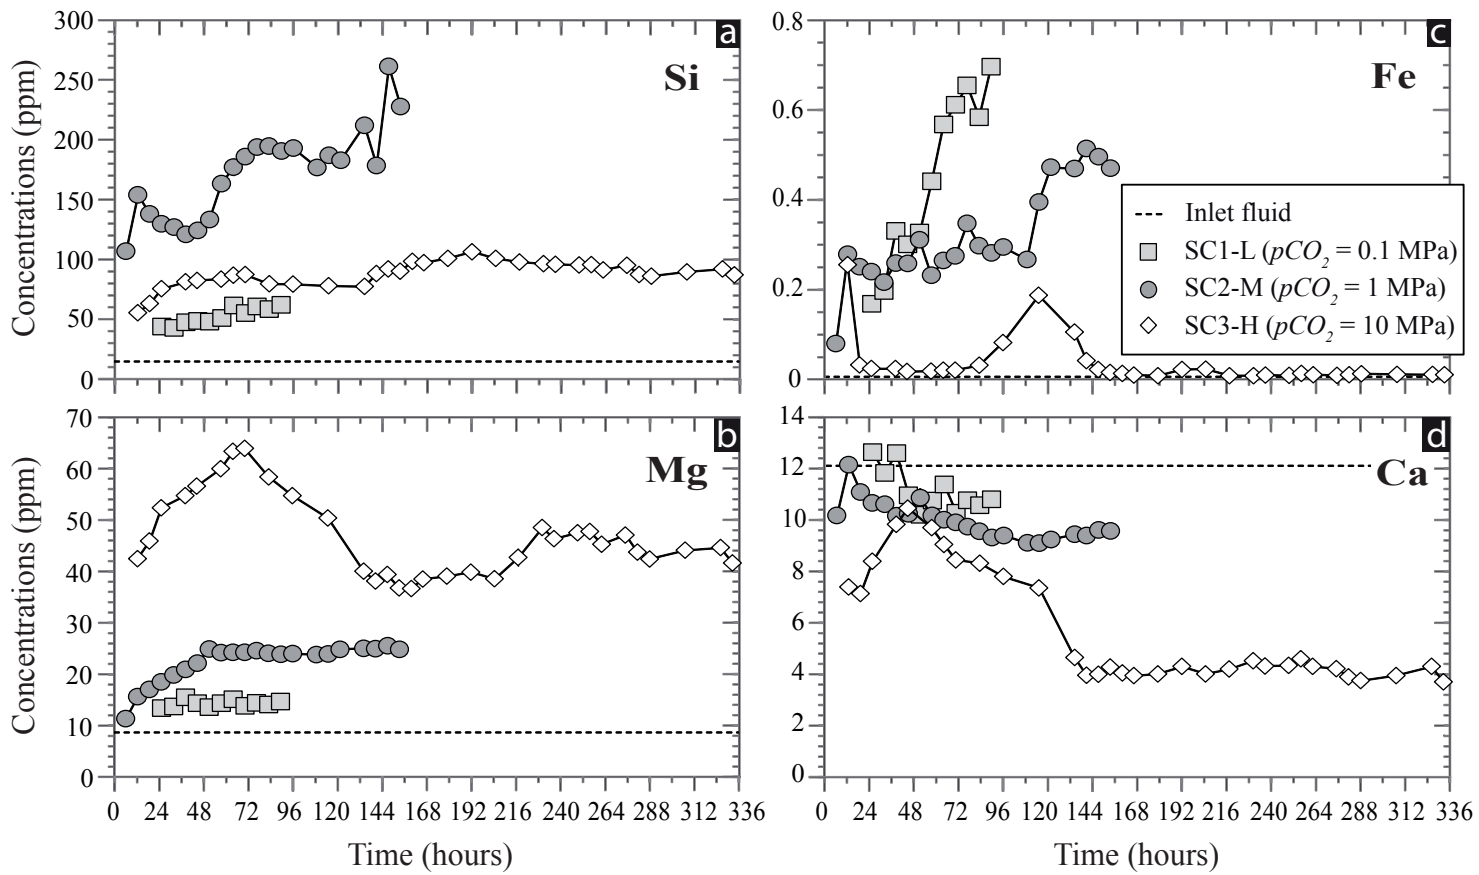 a
Si
Concentrations (ppm)
300
250
200
150
100
50
0
c
Fe
0.8
0.6
0.4
0.2
0
Inlet fluid
SC1-L (pCO2 = 0.1 MPa)
SC2-M (pCO2 = 1 MPa)
SC3-H (pCO2 = 10 MPa)
b
Mg
Concentrations (ppm)
70
60
50
40
30
20
10
0
0 24 48 72 96 120 144 168 192 216 240 264 288 312 336
Time (hours)
d
Ca
14
12
10
8
6
4
2
0
0 24 48 72 96 120 144 168 192 216 240 264 288 312 336
Time (hours)